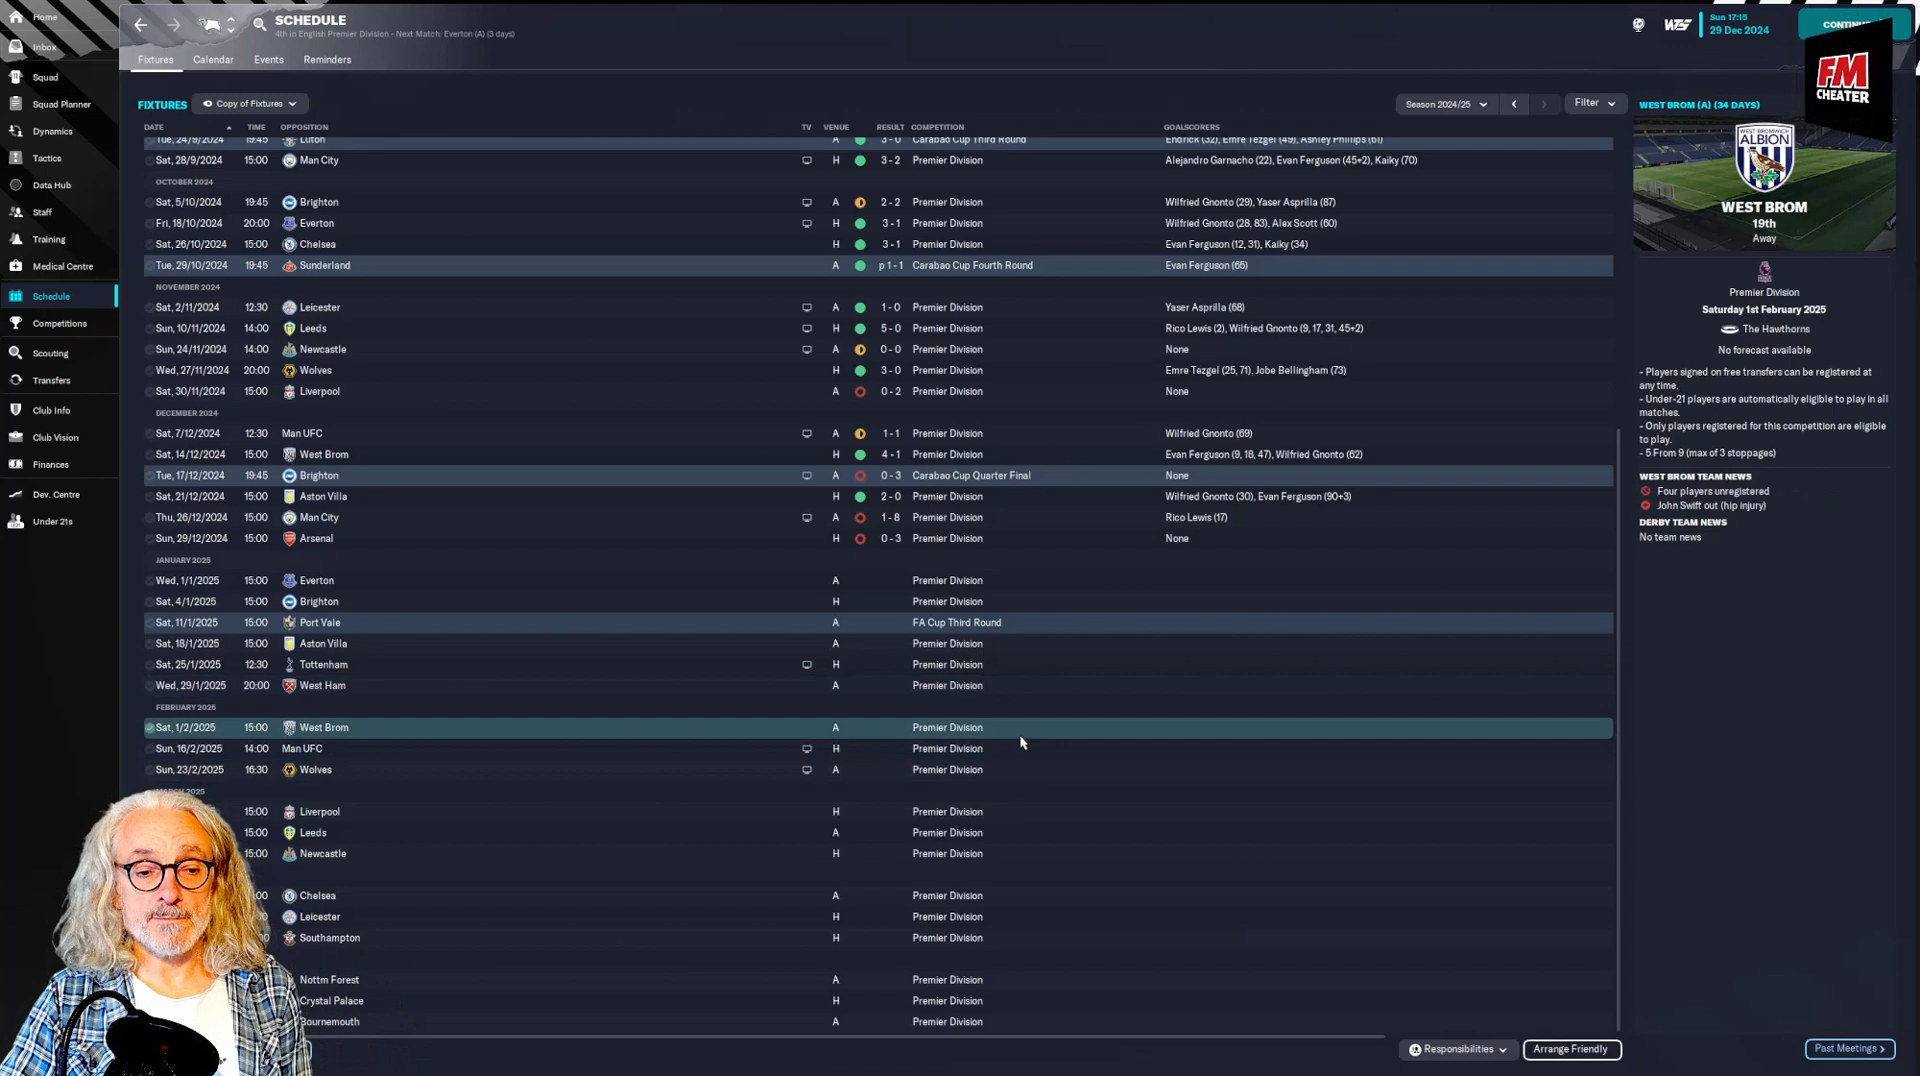 Home
Inbox
Squad
Squad Planner
Dynamics
Tactics
Data Hub
Staff
Training
Medical Centre
Schedule
Competitions
Scouting
Transfers
Club Info
Club Vision
Finances
Dev. Centre
Under 21s
SCHEDULE
4th in English Premier Division - Next Match: Everton (A) (3 days)
Sun 17:15
29 Dec 2024
FM
CHEATER
Fixtures Calendar Events Reminders
FIXTURES Copy of Fixtures Season 2024/25 Filter
DATE TIME OPPOSITION TV VENUE RESULT COMPETITION GOALSCORERS
Tue, 24/9/2024 19:45 Luton A 3-0 Carabao Cup Third Round Endrick (32), Emre Tezgel (49), Ashley Phillips (61)
Sat, 28/9/2024 15:00 Man City H 3-2 Premier Division Alejandro Garnacho (22), Evan Ferguson (45+2), Kaiky (70)
OCTOBER 2024
Sat, 5/10/2024 19:45 Brighton A 2-2 Premier Division Wilfried Gnonto (29), Yaser Asprilla (87)
Fri, 18/10/2024 20:00 Everton H 3-1 Premier Division Wilfried Gnonto (28, 83), Alex Scott (60)
Sat, 26/10/2024 15:00 Chelsea H 3-1 Premier Division Evan Ferguson (12, 31), Kaiky (34)
Tue, 29/10/2024 19:45 Sunderland A p 1-1 Carabao Cup Fourth Round Evan Ferguson (65)
NOVEMBER 2024
Sat, 2/11/2024 12:30 Leicester A 1-0 Premier Division Yaser Asprilla (68)
Sun, 10/11/2024 14:00 Leeds H 5-0 Premier Division Rico Lewis (2), Wilfried Gnonto (9, 17, 31, 45+2)
Sun, 24/11/2024 14:00 Newcastle A 0-0 Premier Division None
Wed, 27/11/2024 20:00 Wolves H 3-0 Premier Division Emre Tezgel (25, 71), Jobe Bellingham (73)
Sat, 30/11/2024 15:00 Liverpool A 0-2 Premier Division None
DECEMBER 2024
Sat, 7/12/2024 12:30 Man UFC A 1-1 Premier Division Wilfried Gnonto (69)
Sat, 14/12/2024 15:00 West Brom H 4-1 Premier Division Evan Ferguson (9, 18, 47), Wilfried Gnonto (62)
Tue, 17/12/2024 19:45 Brighton A 0-3 Carabao Cup Quarter Final None
Sat, 21/12/2024 15:00 Aston Villa H 2-0 Premier Division Wilfried Gnonto (30), Evan Ferguson (90+3)
Thu, 26/12/2024 15:00 Man City A 1-8 Premier Division Rico Lewis (17)
Sun, 29/12/2024 15:00 Arsenal H 0-3 Premier Division None
JANUARY 2025
Wed, 1/1/2025 15:00 Everton A Premier Division
Sat, 4/1/2025 15:00 Brighton H Premier Division
Sat, 11/1/2025 15:00 Port Vale A FA Cup Third Round
Sat, 18/1/2025 15:00 Aston Villa A Premier Division
Sat, 25/1/2025 12:30 Tottenham H Premier Division
Wed, 29/1/2025 20:00 West Ham A Premier Division
FEBRUARY 2025
Sat, 1/2/2025 15:00 West Brom A Premier Division
Sun, 16/2/2025 14:00 Man UFC H Premier Division
Sun, 23/2/2025 16:30 Wolves A Premier Division
15:00 Liverpool H Premier Division
15:00 Leeds A Premier Division
15:00 Newcastle H Premier Division
Chelsea A Premier Division
Leicester H Premier Division
Southampton H Premier Division
Nottm Forest A Premier Division
Crystal Palace H Premier Division
Bournemouth A Premier Division
Responsibilities Arrange Friendly
WEST BROM (A) (34 DAYS)
WEST BROMWICH
ALBION
WEST BROM
19th
Away
Premier Division
Saturday 1st February 2025
The Hawthorns
No forecast available
- Players signed on free transfers can be registered at
any time.
- Under-21 players are automatically eligible to play in all
matches.
- Only players registered for this competition are eligible
to play.
- 5 From 9 (max of 3 stoppages)
WEST BROM TEAM NEWS
Four players unregistered
John Swift out (hip injury)
DERBY TEAM NEWS
No team news
Past Meetings >